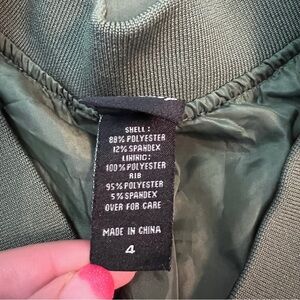 SHELL:
88% POLYESTER
12% SPANDEX
LINING:
100% POLYESTER
RIB
95% POLYESTER
5% SPANDEX
OVER FOR CARE
MADE IN CHINA
4